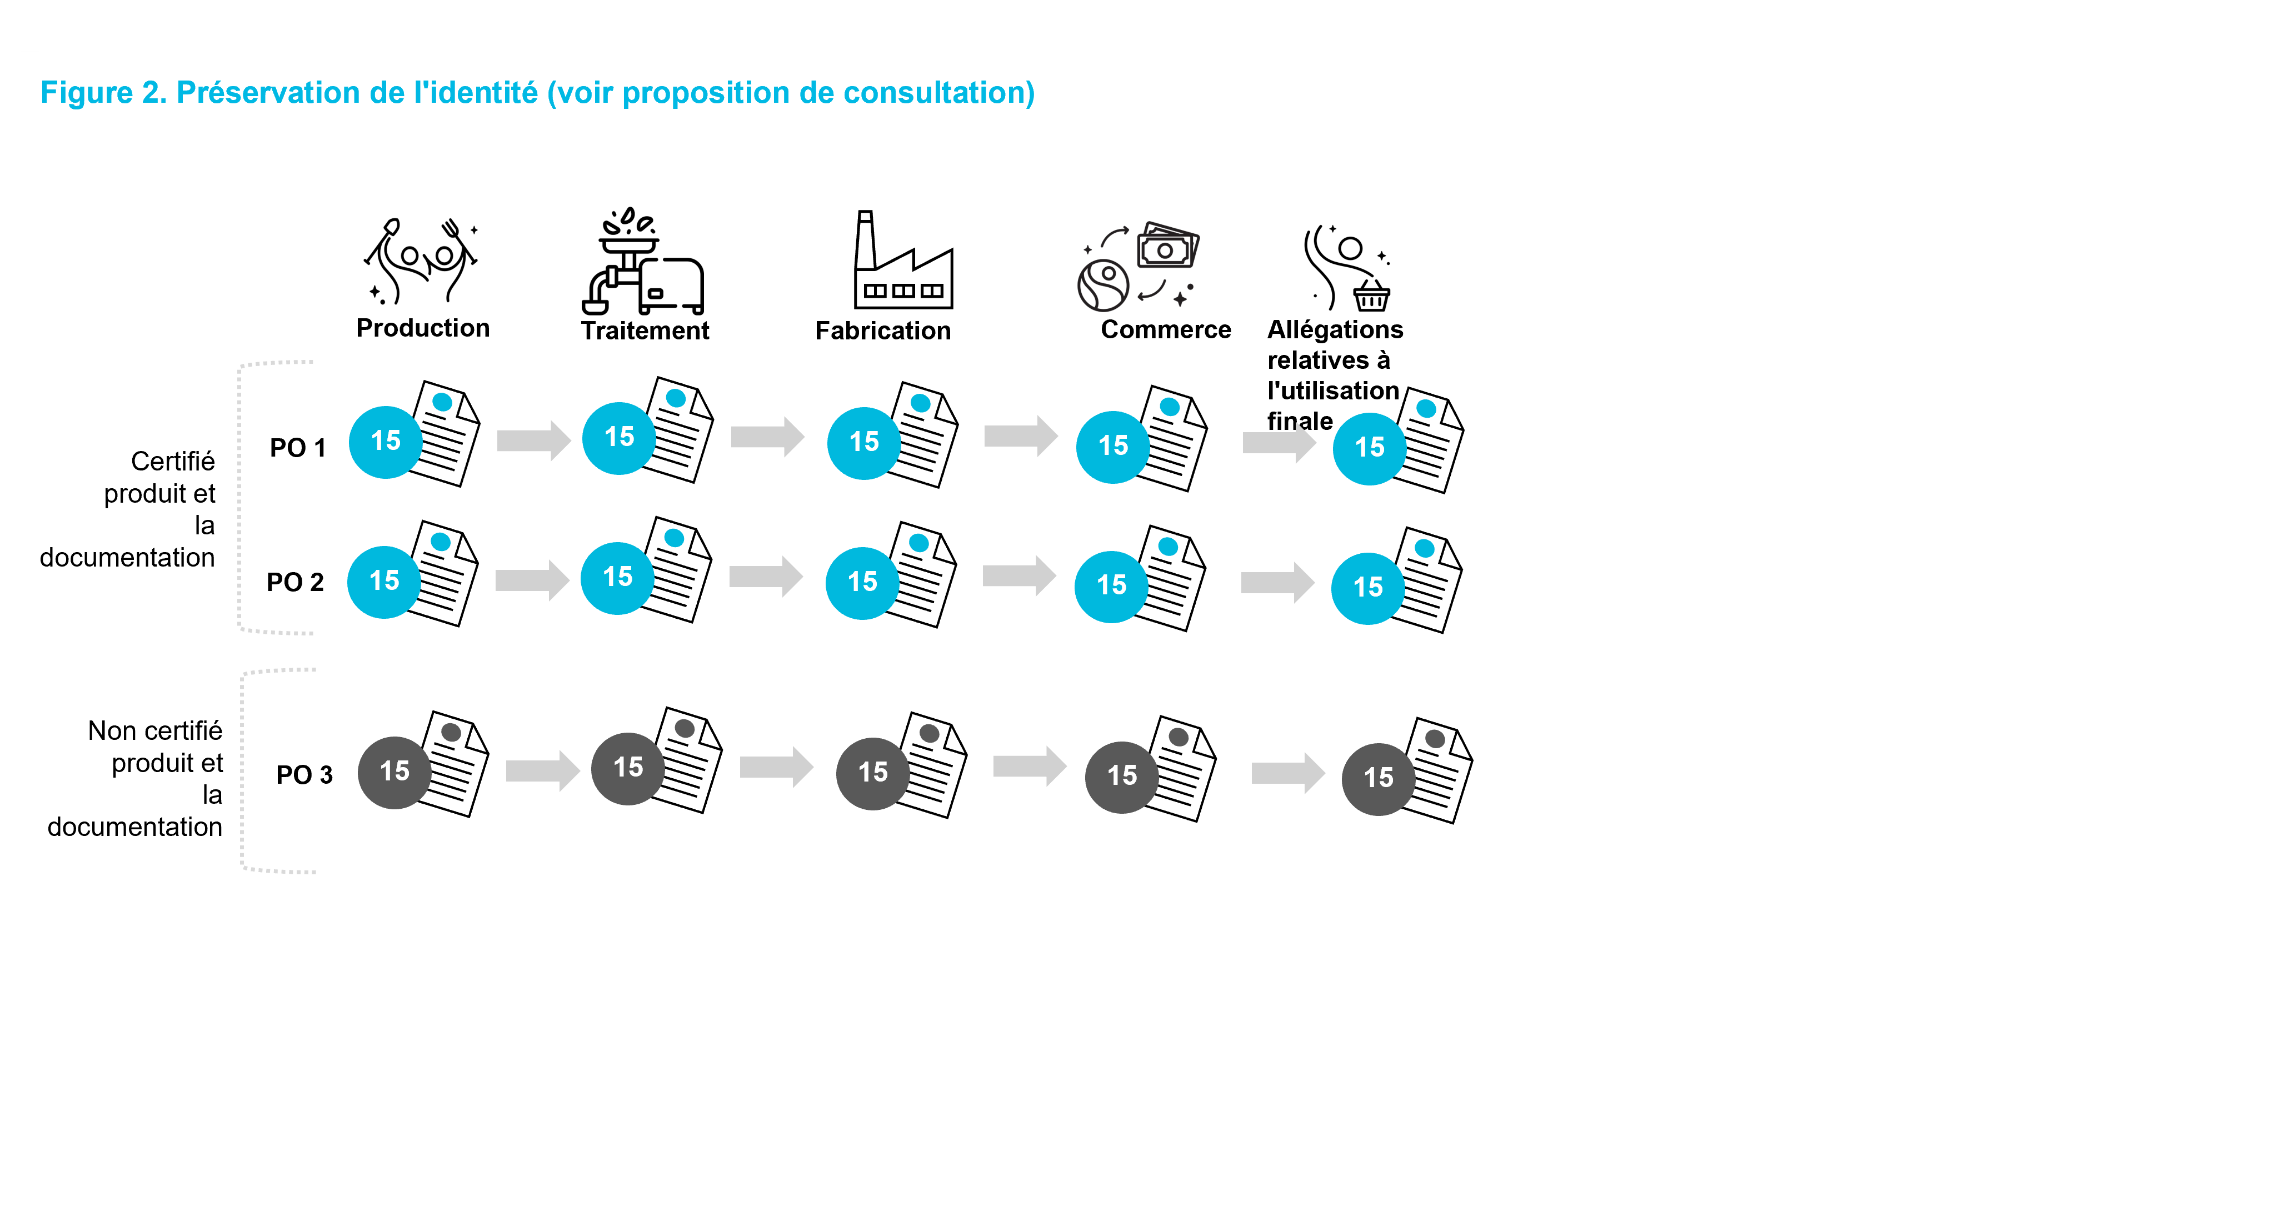 Figure 2. Préservation de l'identité (voir proposition de consultation)
Production
Traitement
Fabrication
Commerce
Allégations
relatives à
l'utilisation
finale
Certifié
produit et
la
documentation
PO 1
15
15
15
15
15
PO 2
15
15
15
15
15
Non certifié
produit et
la
documentation
PO 3
15
15
15
15
15